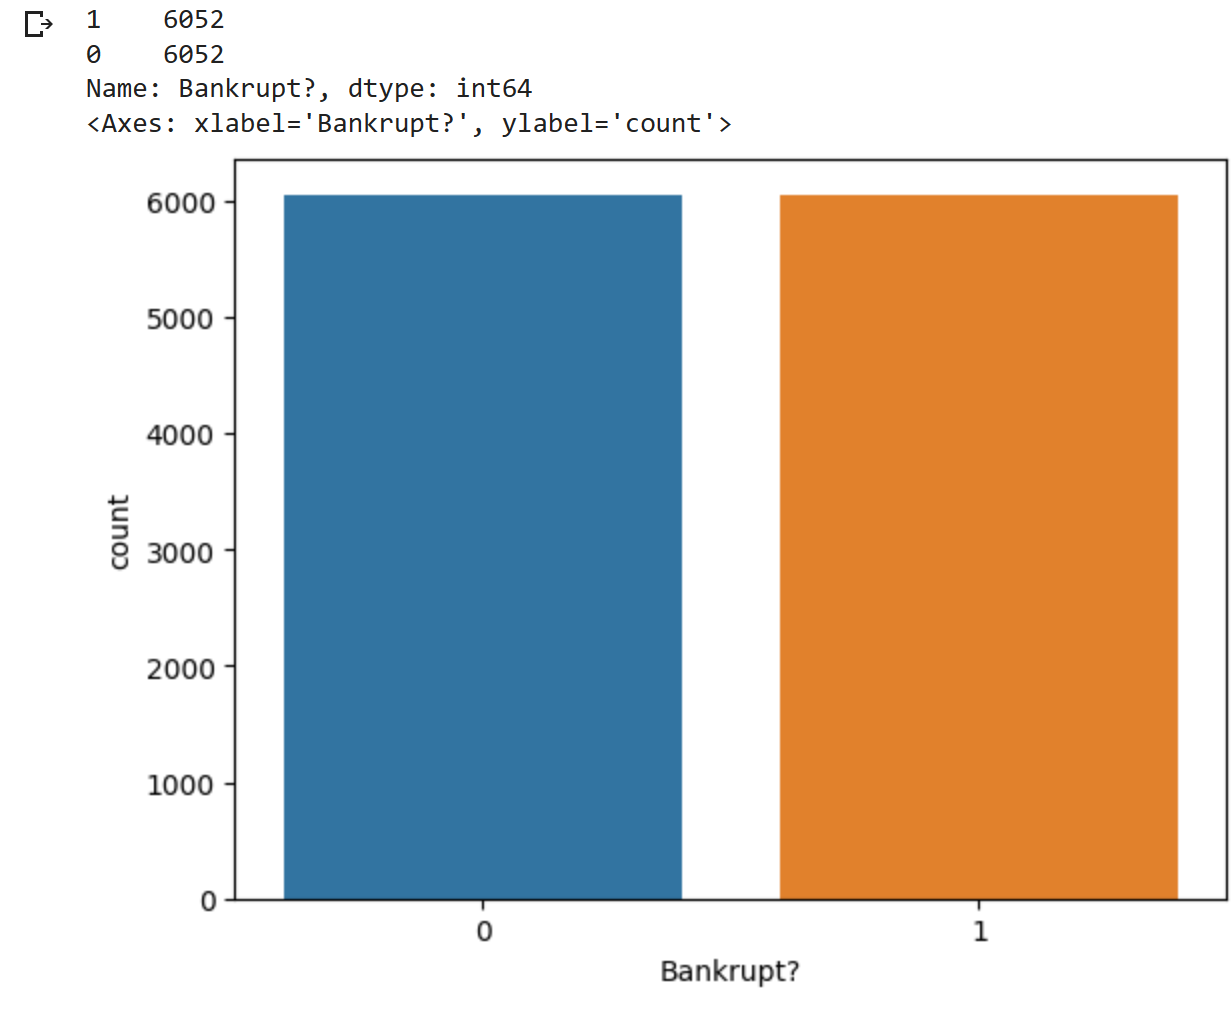 1    6052
0    6052
Name: Bankrupt?, dtype: int64
<Axes: xlabel='Bankrupt?', ylabel='count'>
6000
5000
4000
3000
2000
1000
0
count
0 1
Bankrupt?